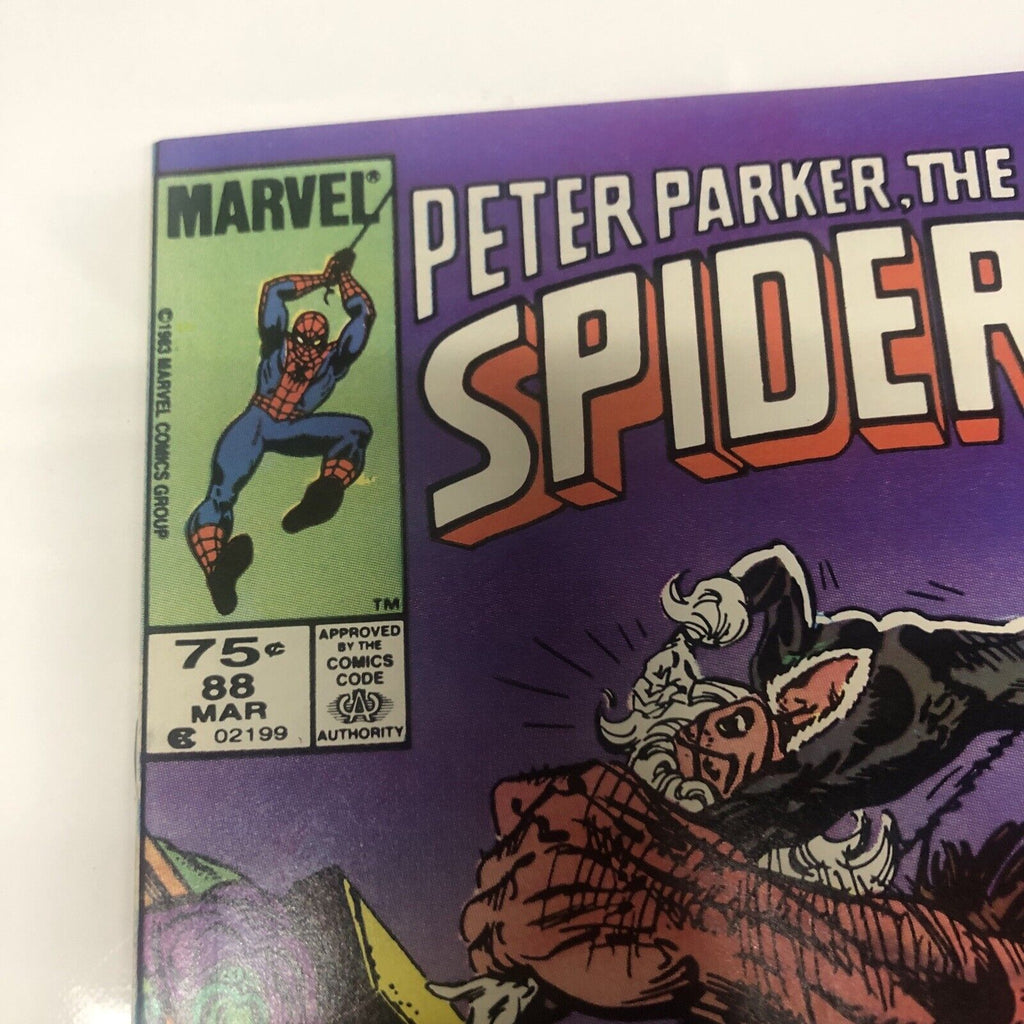 MARVEL®
©1983 MARVEL COMICS GROUP
TM
75¢
88
MAR
02199
APPROVED
BY THE
COMICS
CODE
AUTHORITY
PETER PARKER, THE
SPIDER